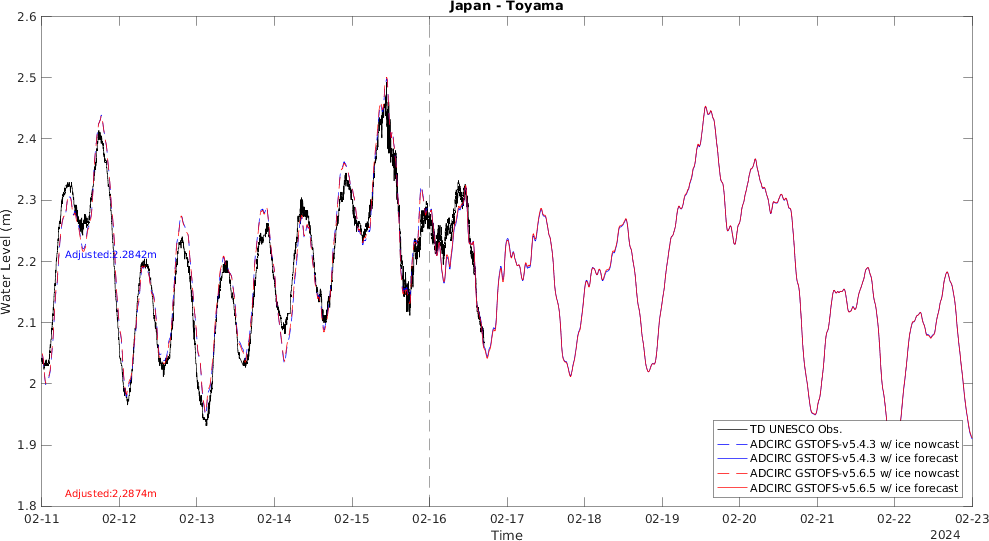 Japan - Toyama
2.6
2.5
2.4
2.3
2.2
2.1
2
1.9
1.8
Water Level (m)
Adjusted:2.2842m
Adjusted:2.2874m
TD UNESCO Obs.
ADCIRC GSTOFS-v5.4.3 w/ ice nowcast
ADCIRC GSTOFS-v5.4.3 w/ ice forecast
ADCIRC GSTOFS-v5.6.5 w/ ice nowcast
ADCIRC GSTOFS-v5.6.5 w/ ice forecast
02-11 02-12 02-13 02-14 02-15 02-16 02-17 02-18 02-19 02-20 02-21 02-22 02-23
Time
2024